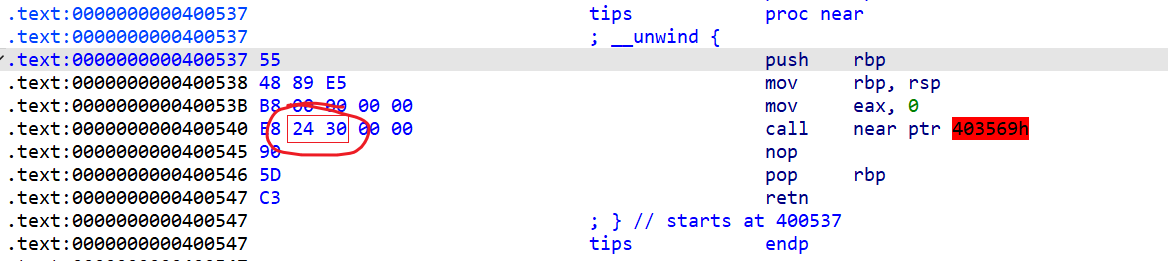 .text:0000000000400537 tips proc near
.text:0000000000400537 ; __unwind {
.text:0000000000400537 55 push rbp
.text:0000000000400538 48 89 E5 mov rbp, rsp
.text:000000000040053B B8 00 00 00 00 mov eax, 0
.text:0000000000400540 E8 24 30 00 00 call near ptr 403569h
.text:0000000000400545 90 nop
.text:0000000000400546 5D pop rbp
.text:0000000000400547 C3 retn
.text:0000000000400547 ; } // starts at 400537
.text:0000000000400547 tips endp